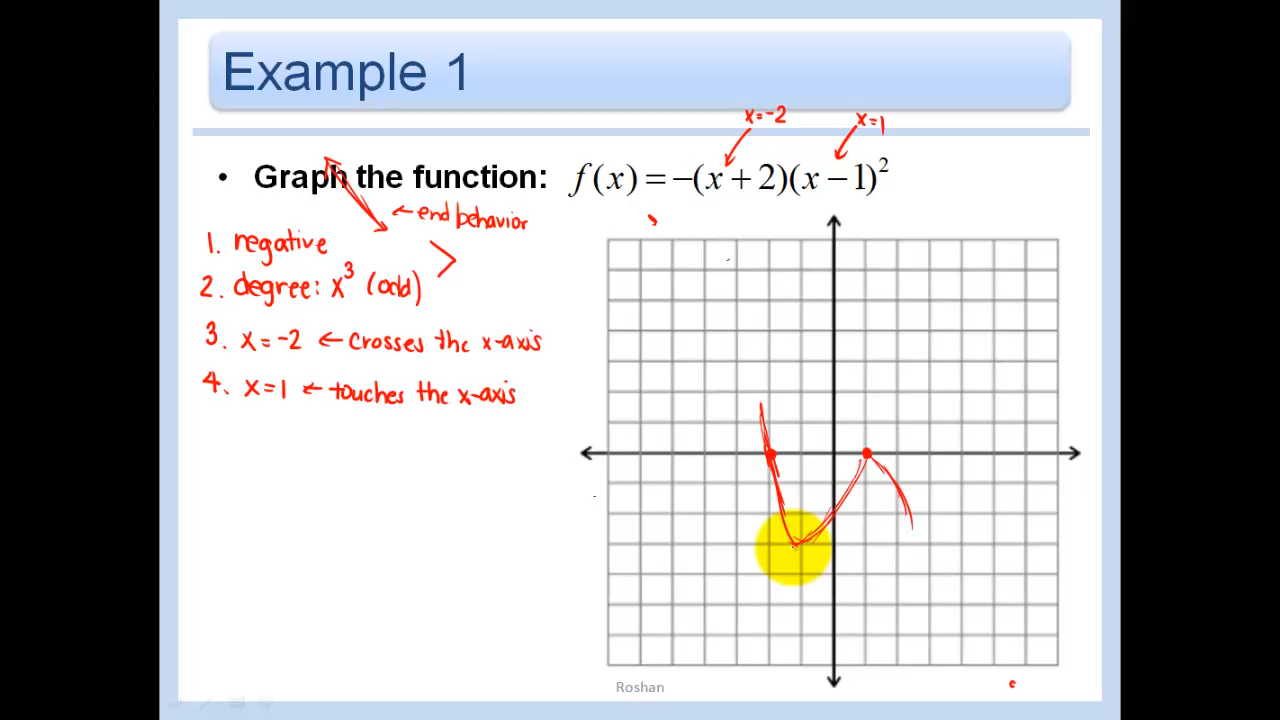 Example 1
x=-2
x=1
• Graph the function: f(x) = −(x + 2)(x − 1)²
← end behavior
1. negative
2. degree: x³ (odd)
3. x = -2 ← crosses the x-axis
4. x = 1 ← touches the x-axis
Roshan